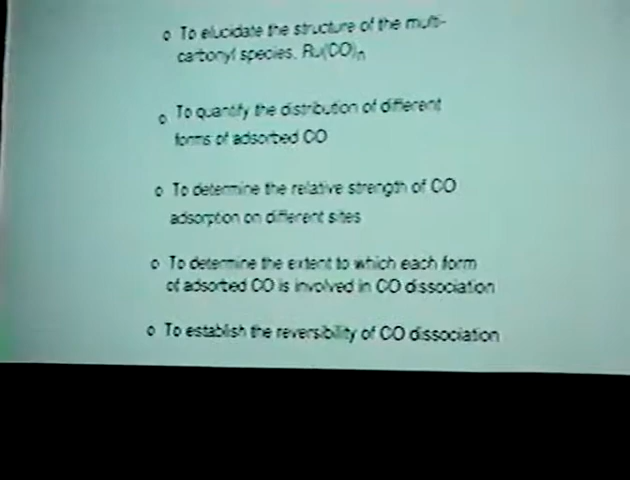 o To elucidate the structure of the multi-
carbonyl species, Ru(CO)n
o To quantify the distribution of different
forms of adsorbed CO
o To determine the relative strength of CO
adsorption on different sites
o To determine the extent to which each form
of adsorbed CO is involved in CO dissociation
o To establish the reversibility of CO dissociation